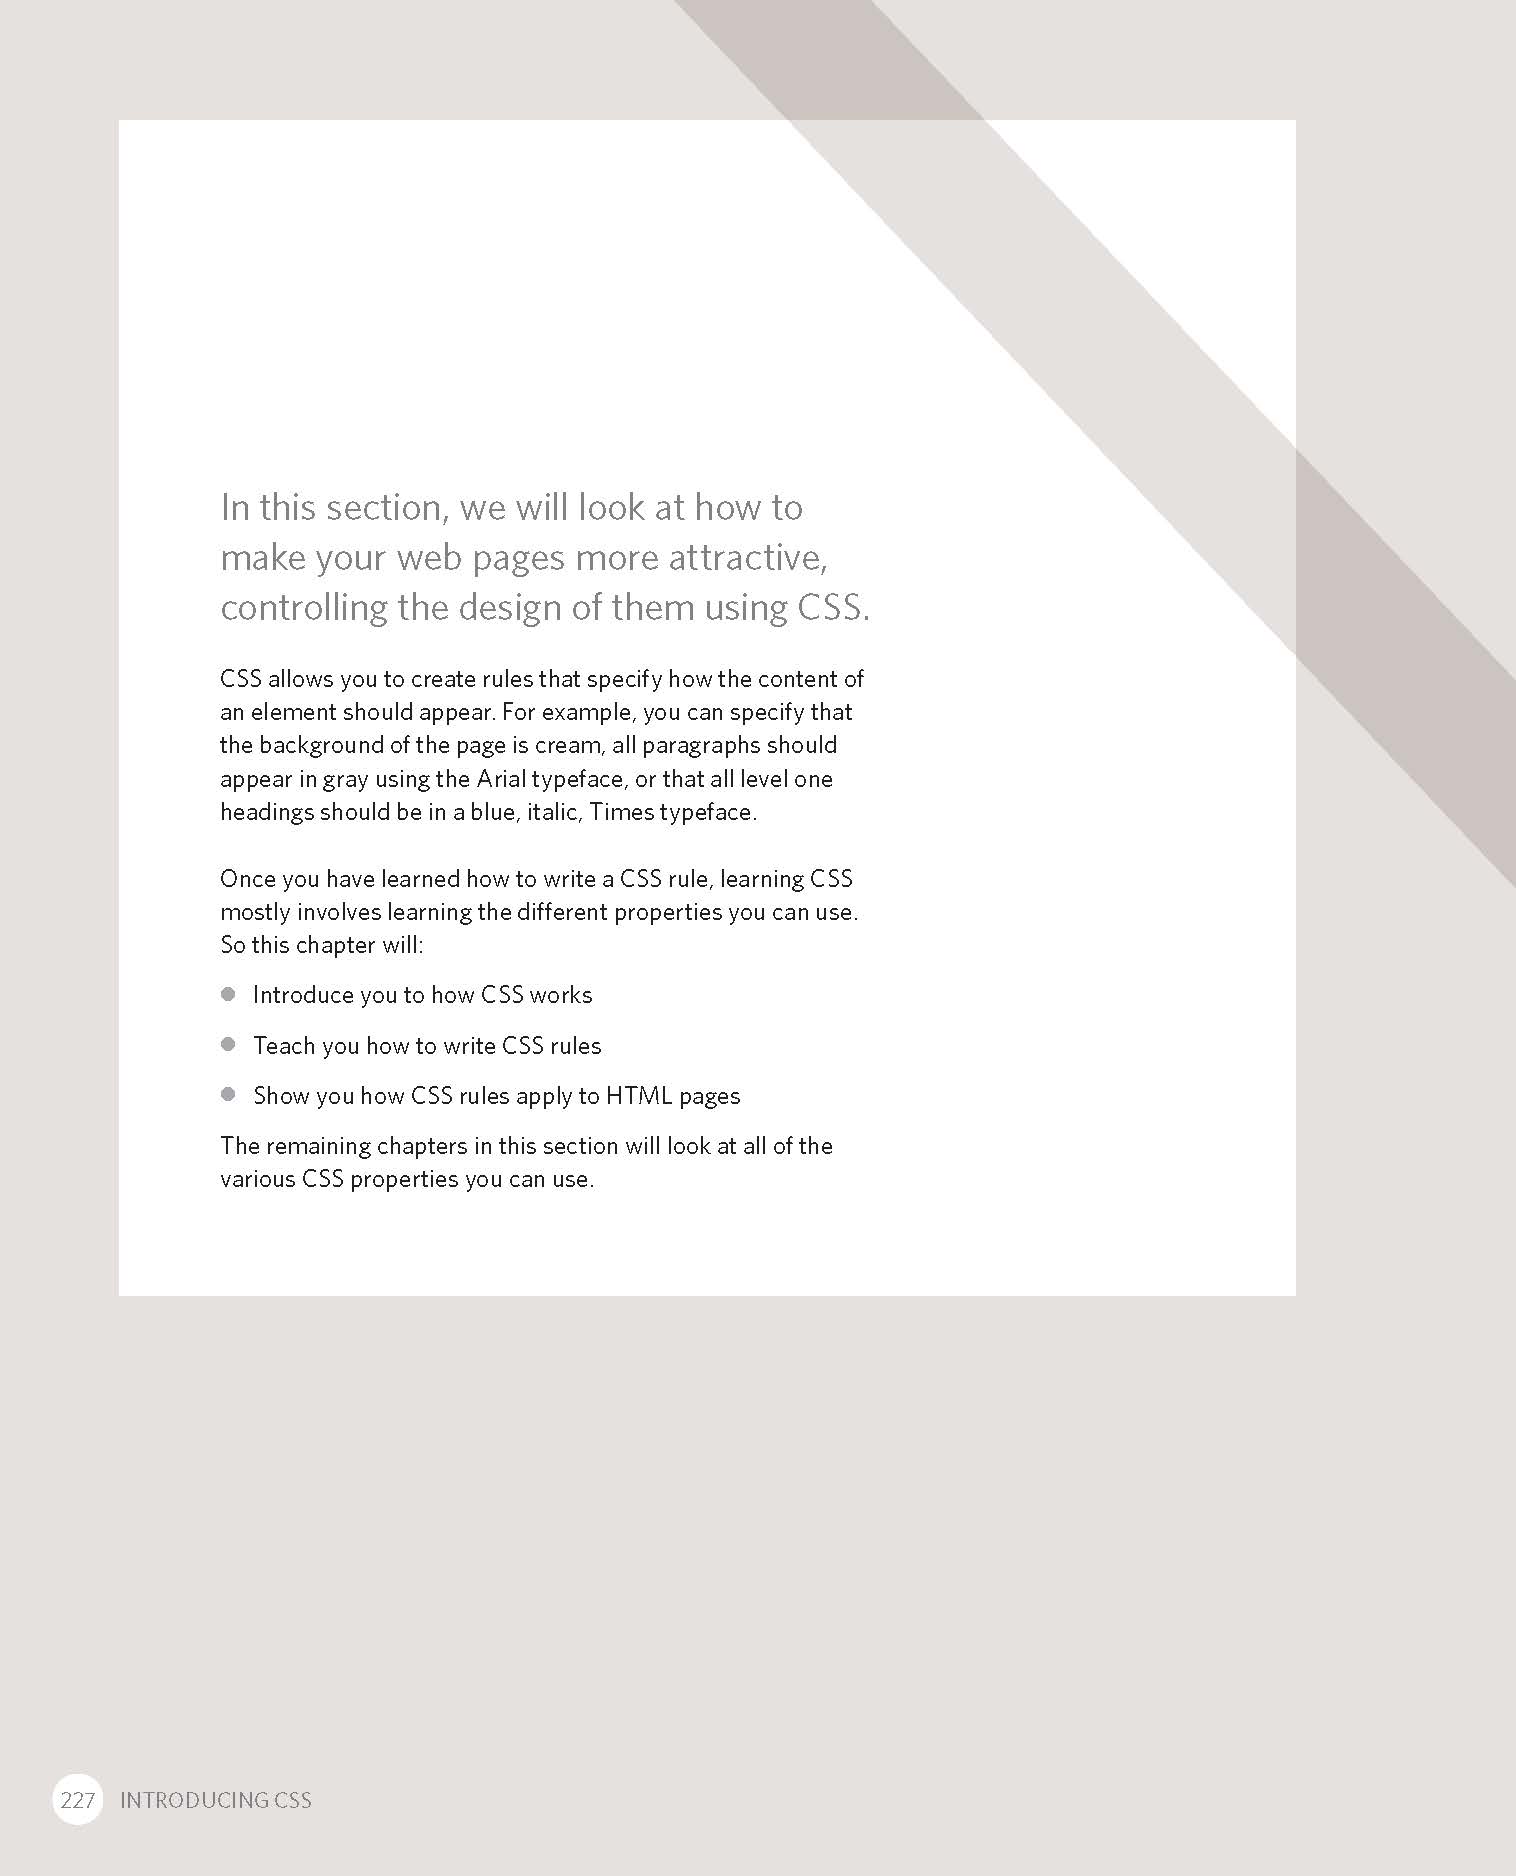 In this section, we will look at how to
make your web pages more attractive,
controlling the design of them using CSS.
CSS allows you to create rules that specify how the content of
an element should appear. For example, you can specify that
the background of the page is cream, all paragraphs should
appear in gray using the Arial typeface, or that all level one
headings should be in a blue, italic, Times typeface.
Once you have learned how to write a CSS rule, learning CSS
mostly involves learning the different properties you can use.
So this chapter will:
● Introduce you to how CSS works
● Teach you how to write CSS rules
● Show you how CSS rules apply to HTML pages
The remaining chapters in this section will look at all of the
various CSS properties you can use.
227 INTRODUCING CSS